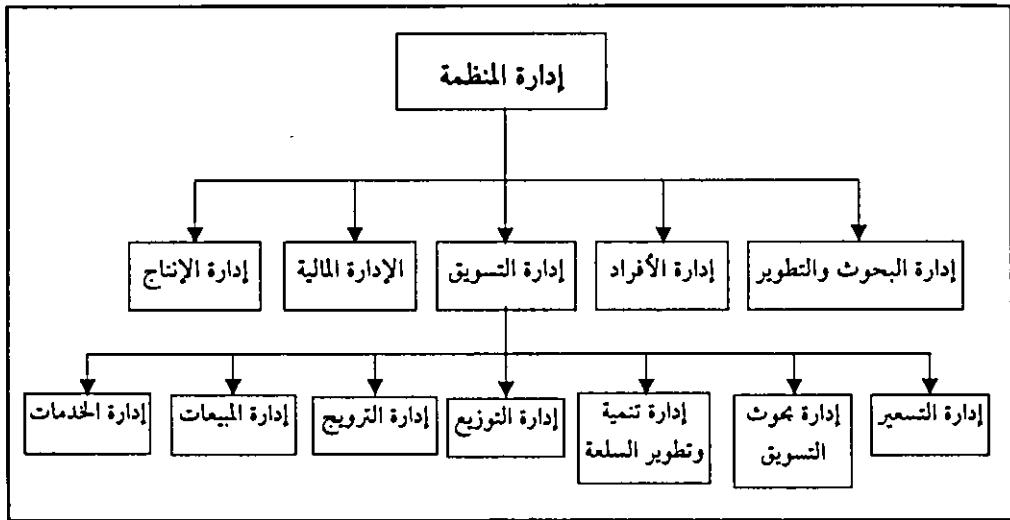 إدارة المنظمة
إدارة البحوث والتطوير
إدارة الأفراد
إدارة التسويق
الإدارة المالية
إدارة الإنتاج
إدارة التسعير
إدارة بحوث
التسويق
إدارة تنمية
وتطوير السلعة
إدارة التوزيع
إدارة الترويج
إدارة المبيعات
إدارة الخدمات